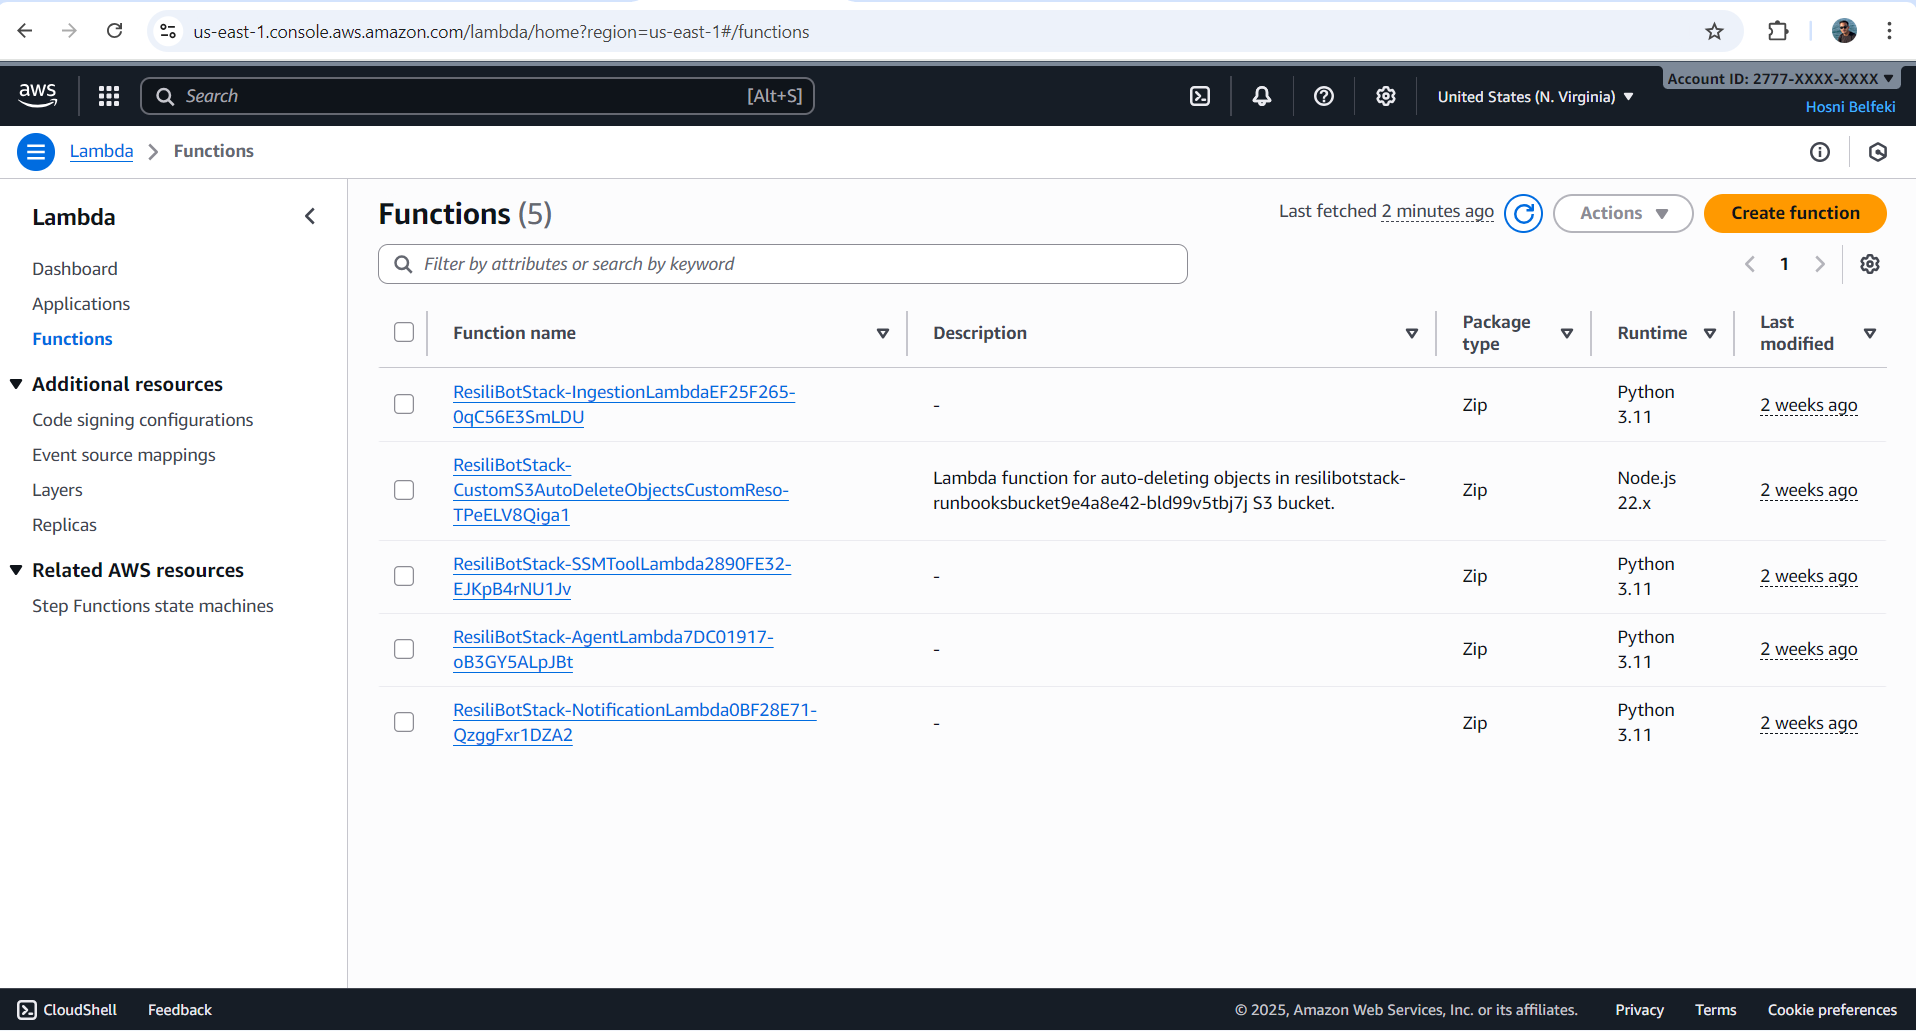 us-east-1.console.aws.amazon.com/lambda/home?region=us-east-1#/functions
aws
Search
[Alt+S]
United States (N. Virginia)
Account ID: 2777-XXXX-XXXX
Hosni Belfeki
Lambda
Functions
Lambda
Dashboard
Applications
Functions
Additional resources
Code signing configurations
Event source mappings
Layers
Replicas
Related AWS resources
Step Functions state machines
Functions (5)
Last fetched 2 minutes ago
Actions
Create function
Filter by attributes or search by keyword
1
Function name
Description
Package
type
Runtime
Last
modified
ResiliBotStack-IngestionLambdaEF25F265-
0qC56E3SmLDU
-
Zip
Python
3.11
2 weeks ago
ResiliBotStack-
CustomS3AutoDeleteObjectsCustomReso-
TPeELV8Qiga1
Lambda function for auto-deleting objects in resilibotstack-
runbooksbucket9e4a8e42-bld99v5tbj7j S3 bucket.
Zip
Node.js
22.x
2 weeks ago
ResiliBotStack-SSMToolLambda2890FE32-
EJKpB4rNU1Jv
-
Zip
Python
3.11
2 weeks ago
ResiliBotStack-AgentLambda7DC01917-
oB3GY5ALpJBt
-
Zip
Python
3.11
2 weeks ago
ResiliBotStack-NotificationLambda0BF28E71-
QzggFxr1DZA2
-
Zip
Python
3.11
2 weeks ago
CloudShell
Feedback
© 2025, Amazon Web Services, Inc. or its affiliates.
Privacy
Terms
Cookie preferences